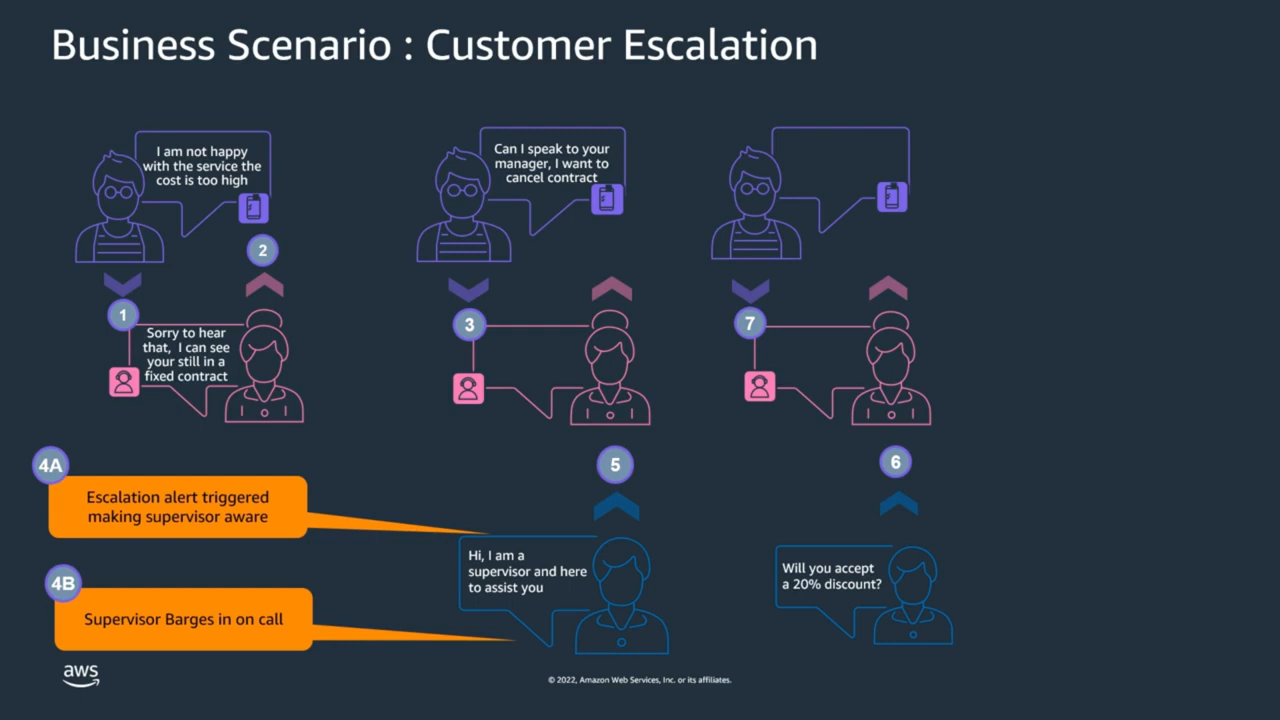 Business Scenario : Customer Escalation
I am not happy
with the service the
cost is too high
2
1
Sorry to hear
that, I can see
your still in a
fixed contract
Can I speak to your
manager, I want to
cancel contract
3
7
4A
Escalation alert triggered
making supervisor aware
4B
Supervisor Barges in on call
5
Hi, I am a
supervisor and here
to assist you
6
Will you accept
a 20% discount?
aws
© 2022, Amazon Web Services, Inc. or its affiliates.